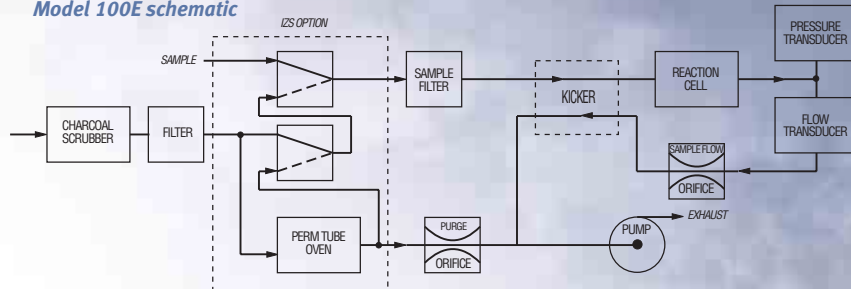 Model 100E schematic
IZS OPTION
SAMPLE
CHARCOAL
SCRUBBER
FILTER
SAMPLE
FILTER
KICKER
REACTION
CELL
PRESSURE
TRANSDUCER
FLOW
TRANSDUCER
SAMPLE FLOW
ORIFICE
PERM TUBE
OVEN
PURGE
ORIFICE
PUMP
EXHAUST